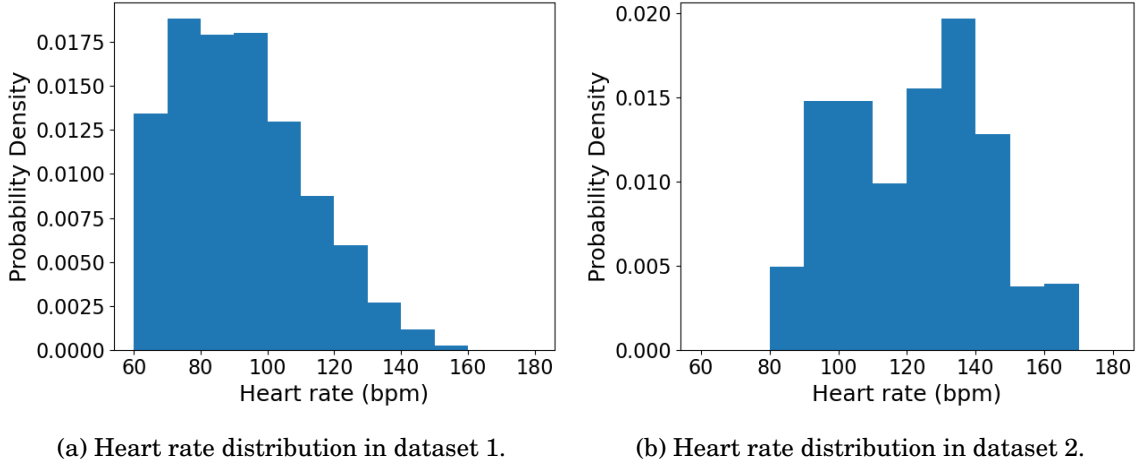 0.0175
0.0150
0.0125
0.0100
0.0075
0.0050
0.0025
0.0000
Probability Density
60 80 100 120 140 160 180
Heart rate (bpm)
(a) Heart rate distribution in dataset 1.
0.020
0.015
0.010
0.005
0.000
Probability Density
60 80 100 120 140 160 180
Heart rate (bpm)
(b) Heart rate distribution in dataset 2.